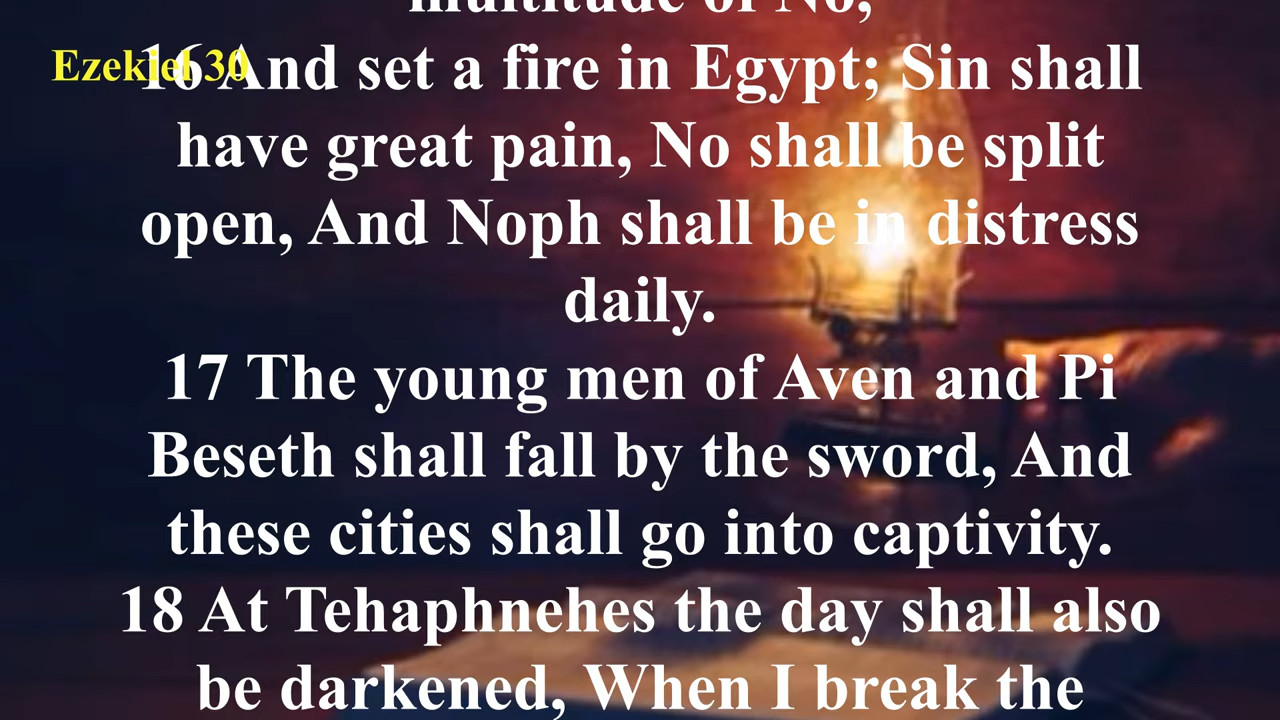 multitude of No,
Ezekiel 30
16 And set a fire in Egypt; Sin shall
have great pain, No shall be split
open, And Noph shall be in distress
daily.
17 The young men of Aven and Pi
Beseth shall fall by the sword, And
these cities shall go into captivity.
18 At Tehaphnehes the day shall also
be darkened, When I break the